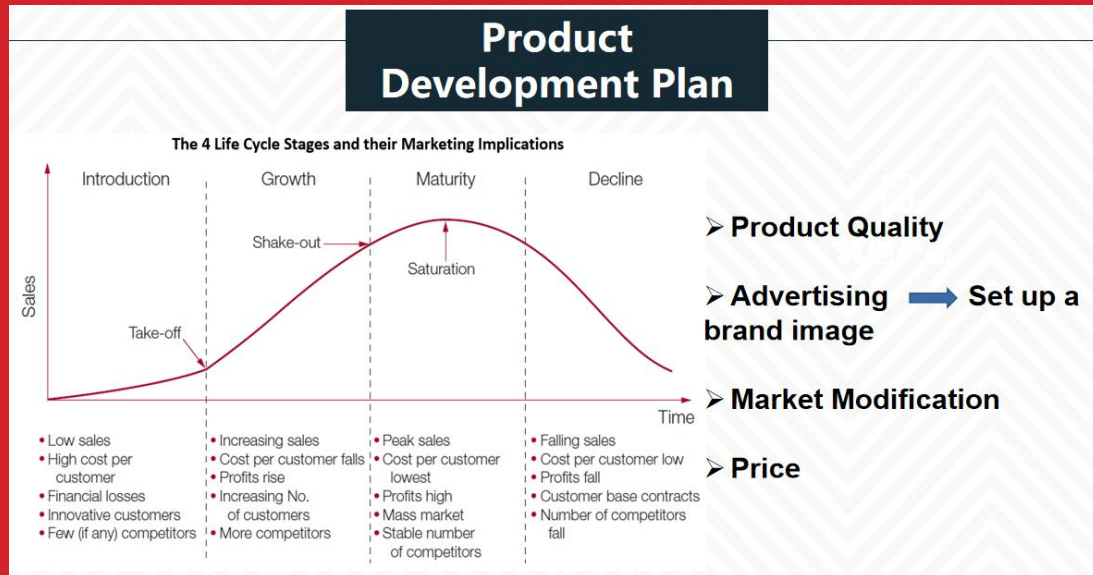 Product
Development Plan
The 4 Life Cycle Stages and their Marketing Implications
Introduction
Growth
Maturity
Decline
Sales
Take-off
Shake-out
Saturation
Time
• Low sales
• High cost per
customer
• Financial losses
• Innovative customers
• Few (if any) competitors
• Increasing sales
• Cost per customer falls
• Profits rise
• Increasing No.
of customers
• More competitors
• Peak sales
• Cost per customer
lowest
• Profits high
• Mass market
• Stable number
of competitors
• Falling sales
• Cost per customer low
• Profits fall
• Customer base contracts
• Number of competitors
fall
➢ Product Quality
➢ Advertising Set up a
brand image
➢ Market Modification
➢ Price